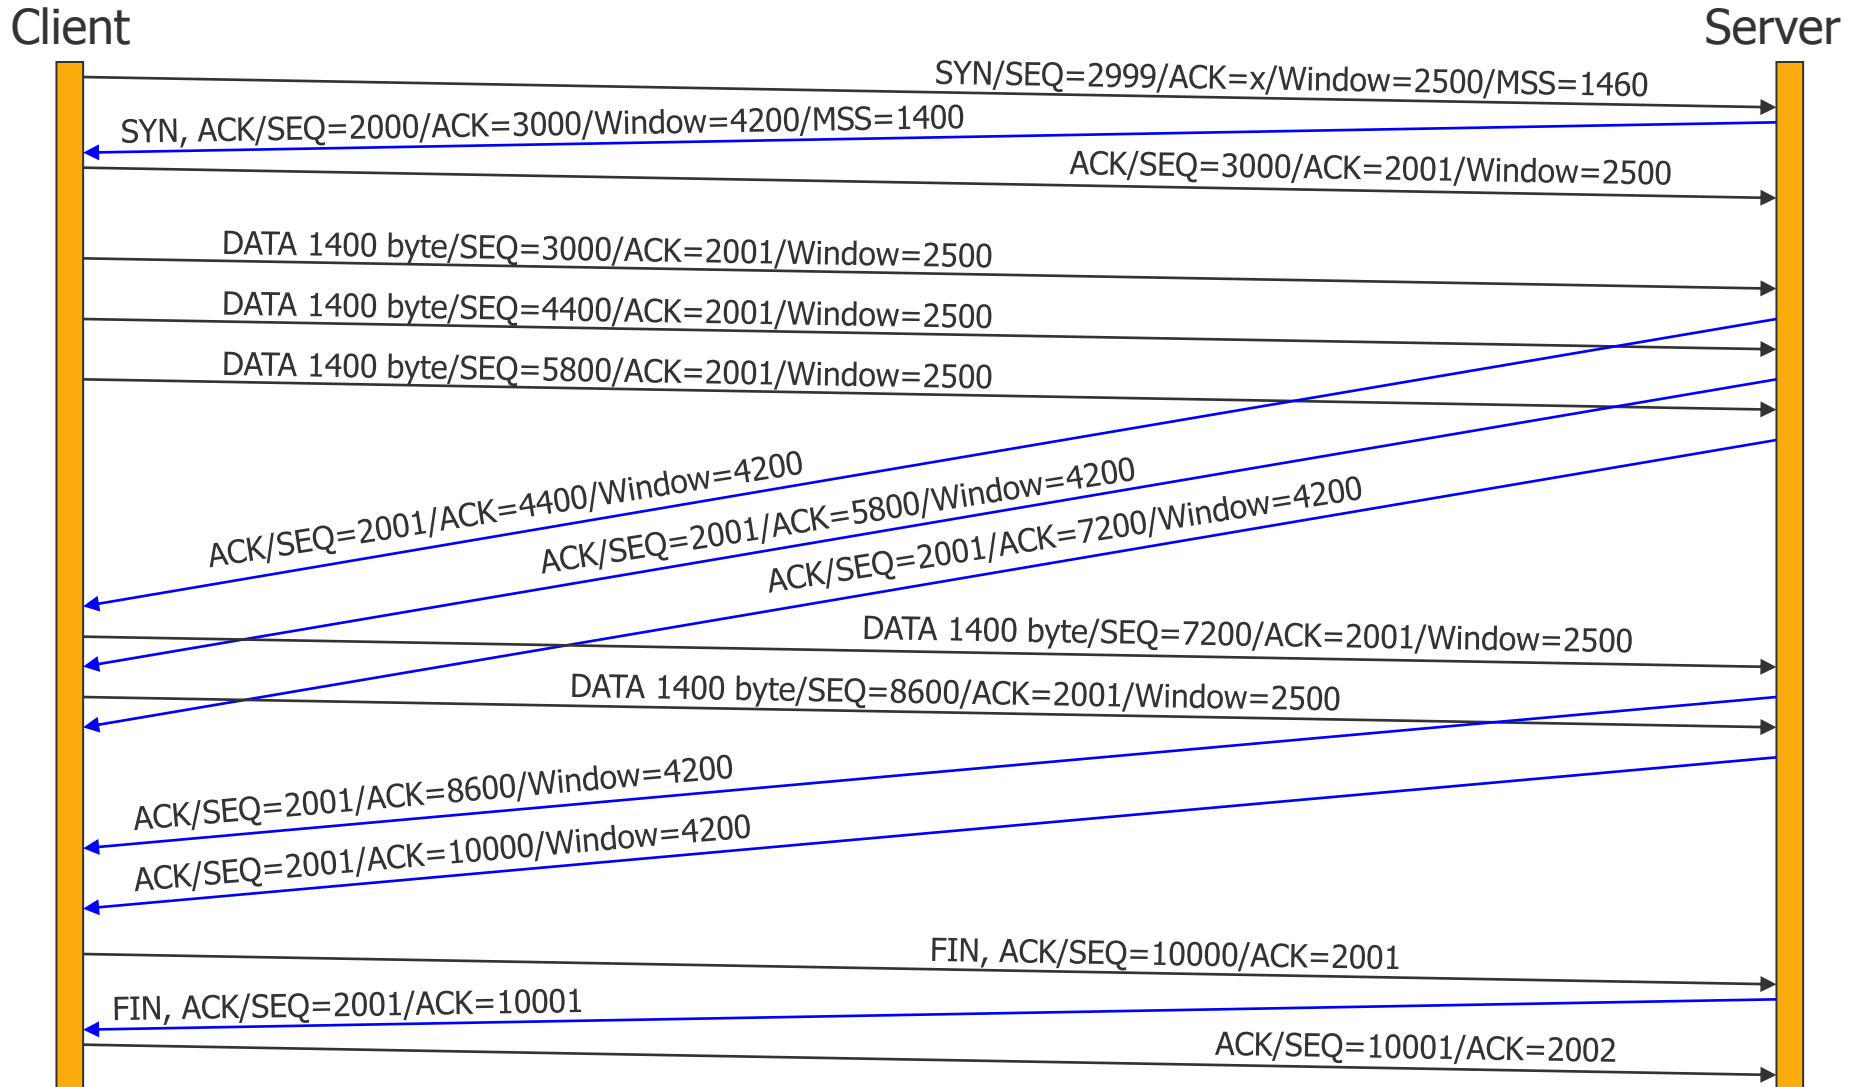 Client
Server
SYN/SEQ=2999/ACK=x/Window=2500/MSS=1460
SYN, ACK/SEQ=2000/ACK=3000/Window=4200/MSS=1400
ACK/SEQ=3000/ACK=2001/Window=2500
DATA 1400 byte/SEQ=3000/ACK=2001/Window=2500
DATA 1400 byte/SEQ=4400/ACK=2001/Window=2500
DATA 1400 byte/SEQ=5800/ACK=2001/Window=2500
ACK/SEQ=2001/ACK=4400/Window=4200
ACK/SEQ=2001/ACK=5800/Window=4200
ACK/SEQ=2001/ACK=7200/Window=4200
DATA 1400 byte/SEQ=7200/ACK=2001/Window=2500
DATA 1400 byte/SEQ=8600/ACK=2001/Window=2500
ACK/SEQ=2001/ACK=8600/Window=4200
ACK/SEQ=2001/ACK=10000/Window=4200
FIN, ACK/SEQ=10000/ACK=2001
FIN, ACK/SEQ=2001/ACK=10001
ACK/SEQ=10001/ACK=2002